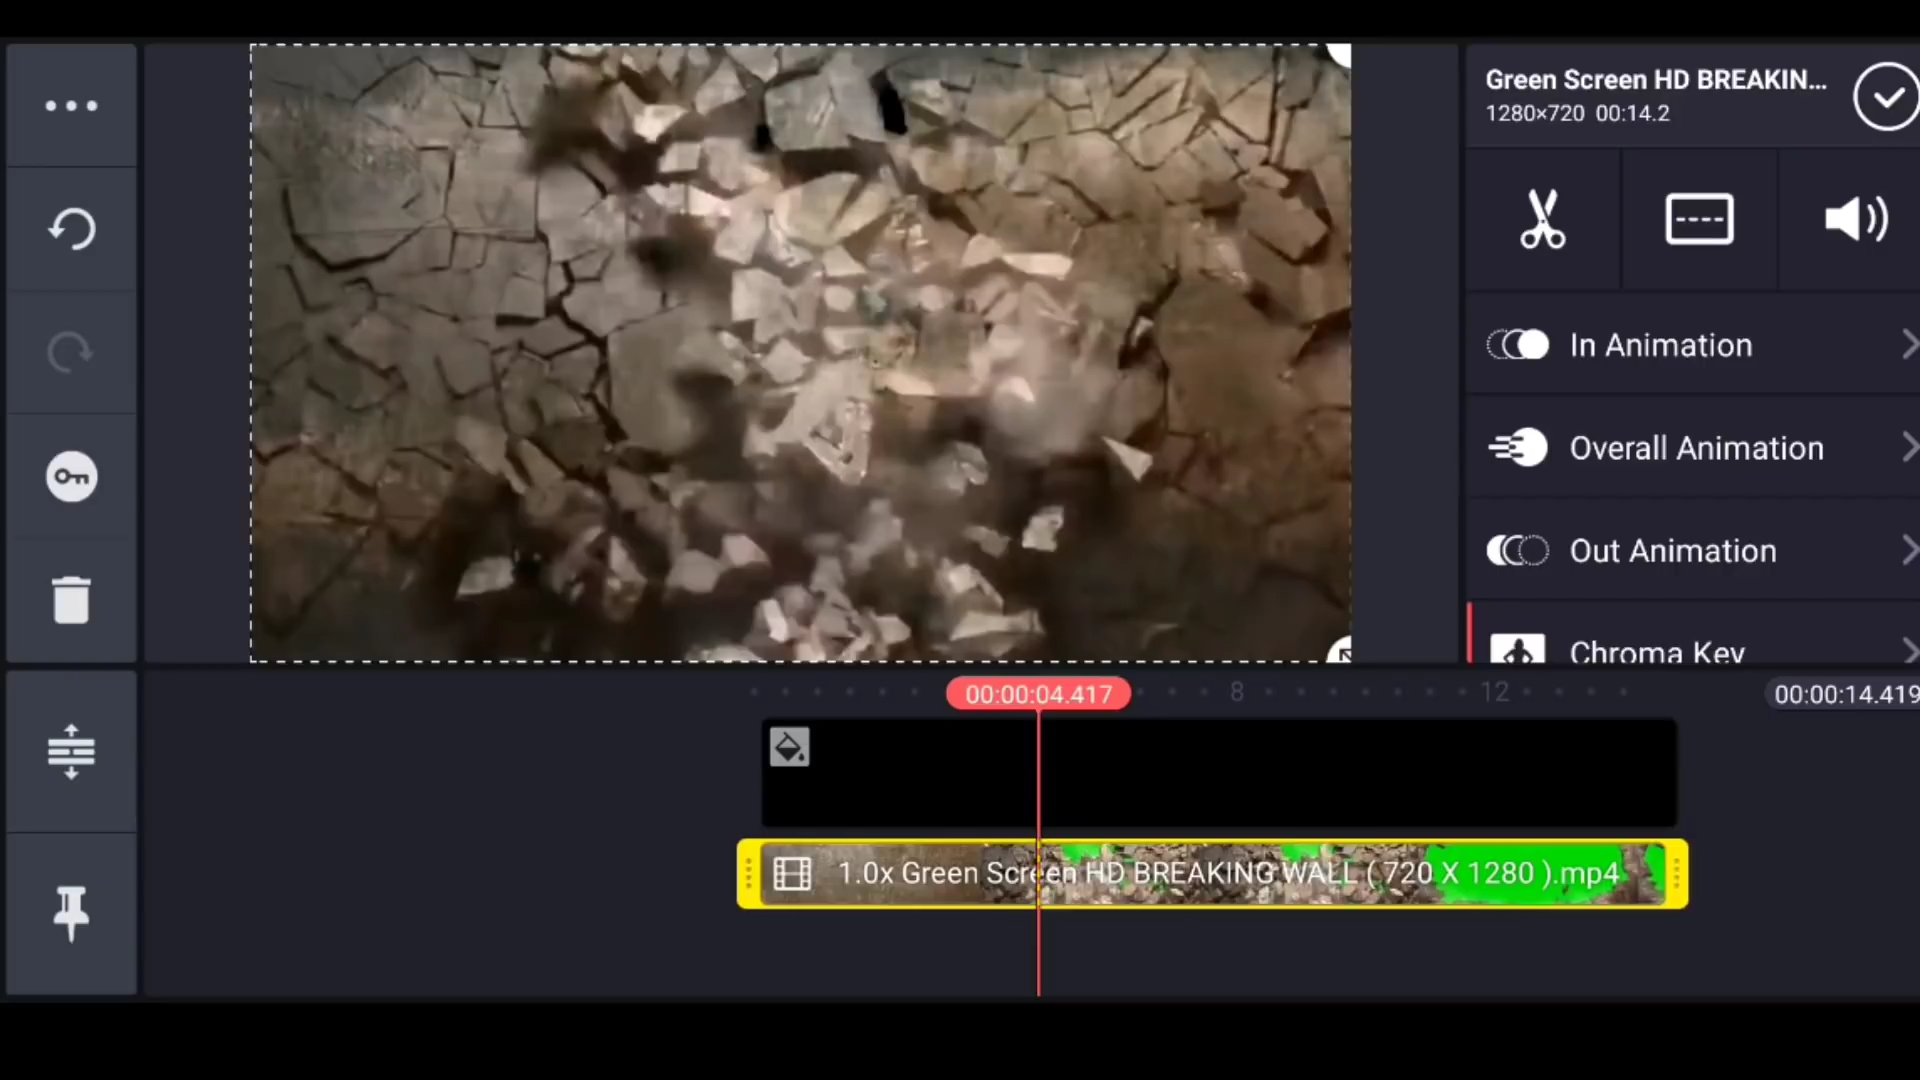 Green Screen HD BREAKIN...
1280×720 00:14.2
In Animation
Overall Animation
Out Animation
Chroma Key
00:00:04.417
8
12
00:00:14.419
1.0x Green Screen HD BREAKING WALL ( 720 X 1280 ).mp4